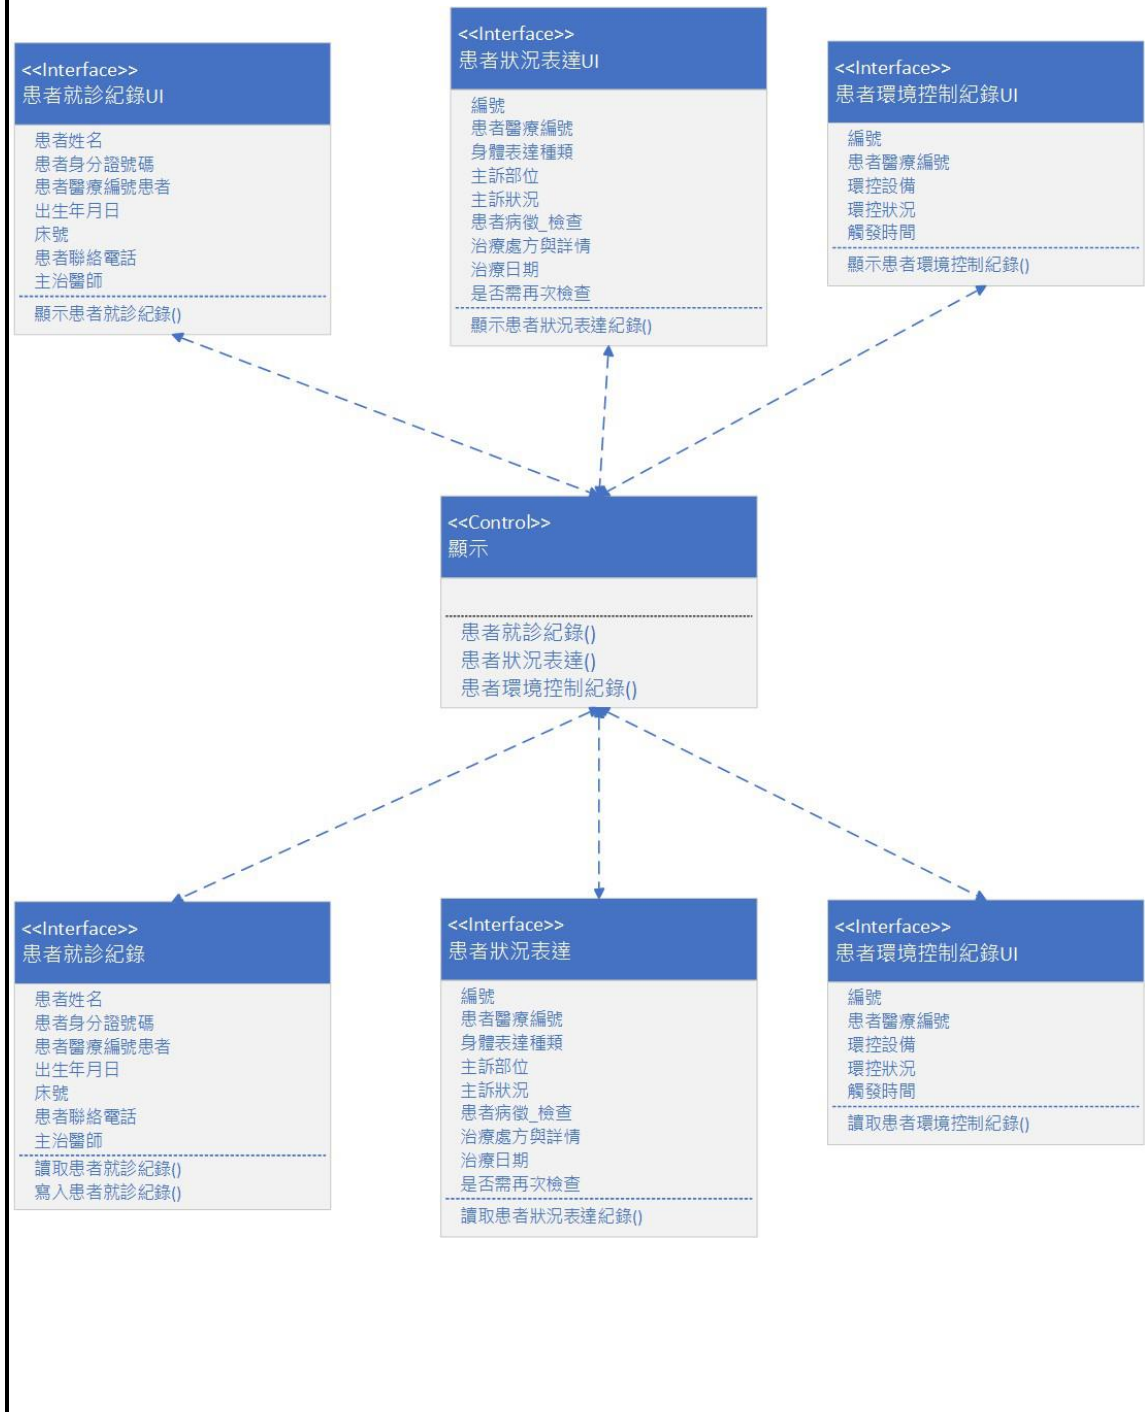 <<Interface>>
患者就診紀錄UI
患者姓名
患者身分證號碼
患者醫療編號患者
出生年月日
床號
患者聯絡電話
主治醫師
顯示患者就診紀錄()
<<Interface>>
患者狀況表達UI
編號
患者醫療編號
身體表達種類
主訴部位
主訴狀況
患者病徵_檢查
治療處方與詳情
治療日期
是否需再次檢查
顯示患者狀況表達紀錄()
<<Interface>>
患者環境控制紀錄UI
編號
患者醫療編號
環控設備
環控狀況
觸發時間
顯示患者環境控制紀錄()
<<Control>>
顯示
患者就診紀錄()
患者狀況表達()
患者環境控制紀錄()
<<Interface>>
患者就診紀錄
患者姓名
患者身分證號碼
患者醫療編號患者
出生年月日
床號
患者聯絡電話
主治醫師
讀取患者就診紀錄()
寫入患者就診紀錄()
<<Interface>>
患者狀況表達
編號
患者醫療編號
身體表達種類
主訴部位
主訴狀況
患者病徵_檢查
治療處方與詳情
治療日期
是否需再次檢查
讀取患者狀況表達紀錄()
<<Interface>>
患者環境控制紀錄UI
編號
患者醫療編號
環控設備
環控狀況
觸發時間
讀取患者環境控制紀錄()